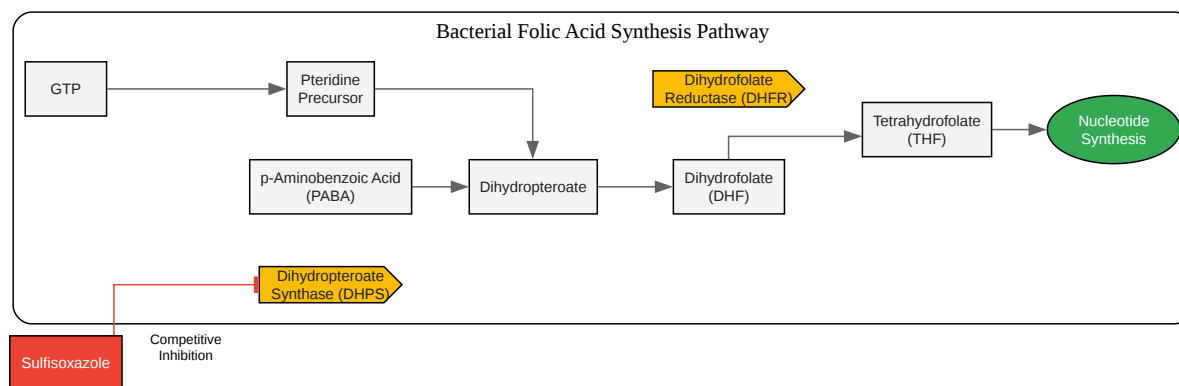 Bacterial Folic Acid Synthesis Pathway
GTP
Pteridine
Precursor
Dihydrofolate
Reductase (DHFR)
Tetrahydrofolate
(THF)
Nucleotide
Synthesis
p-Aminobenzoic Acid
(PABA)
Dihydropteroate
Dihydrofolate
(DHF)
Dihydropteroate
Synthase (DHPS)
Sulfisoxazole
Competitive
Inhibition